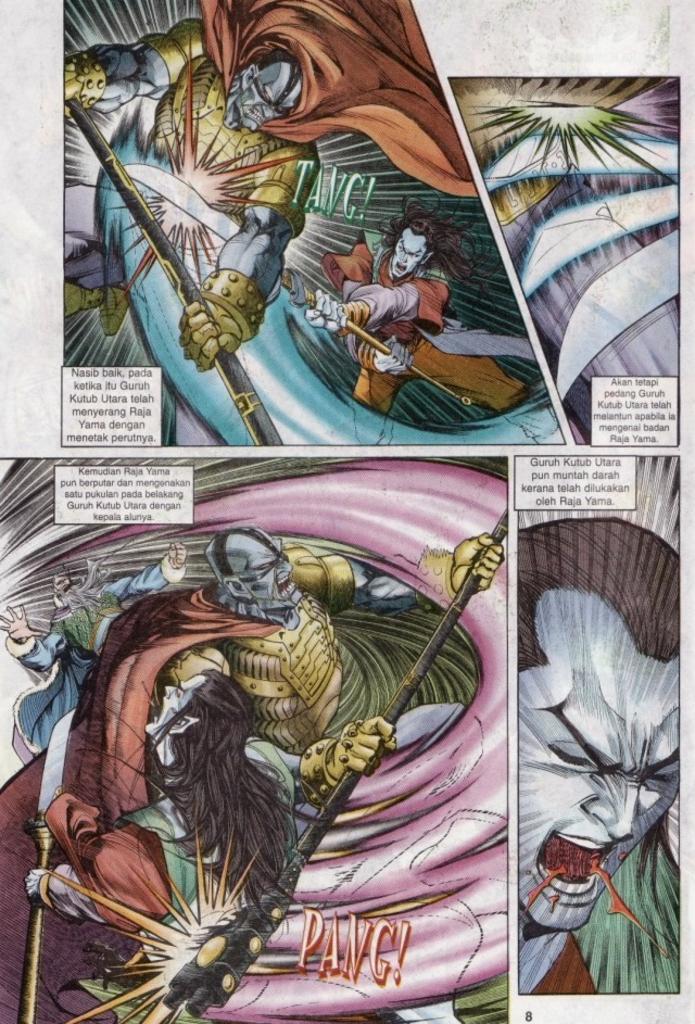 TANG!
Nasib baik, pada
ketika itu Guruh
Kutub Utara telah
menyerang Raja
Yama dengan
menetak perutnya.
Akan tetapi
pedang Guruh
Kutub Utara telah
melantun apabila ia
mengenai badan
Raja Yama.
Kemudian Raja Yama
pun berputar dan mengenakan
satu pukulan pada belakang
Guruh Kutub Utara dengan
kepala alunya.
Guruh Kutub Utara
pun muntah darah
kerana telah dilukakan
oleh Raja Yama.
PANG!
8